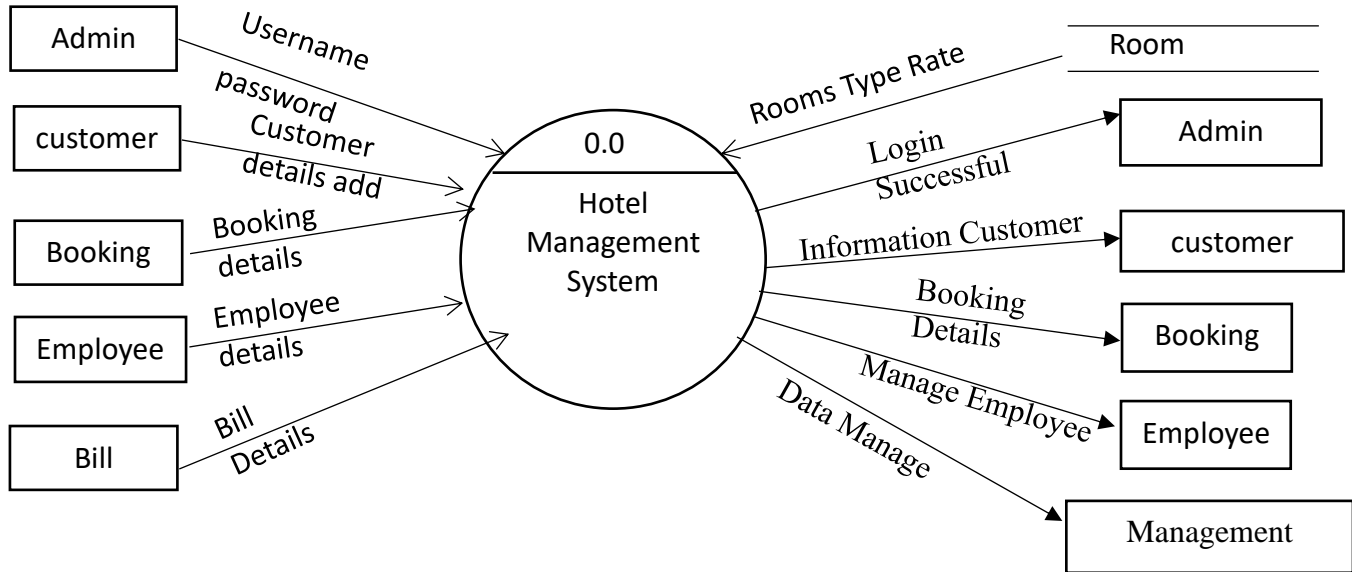 Admin
Username
password
customer
Customer
details add
Booking
Booking
details
Employee
Employee
details
Bill
Bill
Details
0.0
Hotel
Management
System
Room
Rooms Type Rate
Admin
Login
Successful
customer
Information Customer
Booking
Booking
Details
Employee
Manage Employee
Management
Data Manage